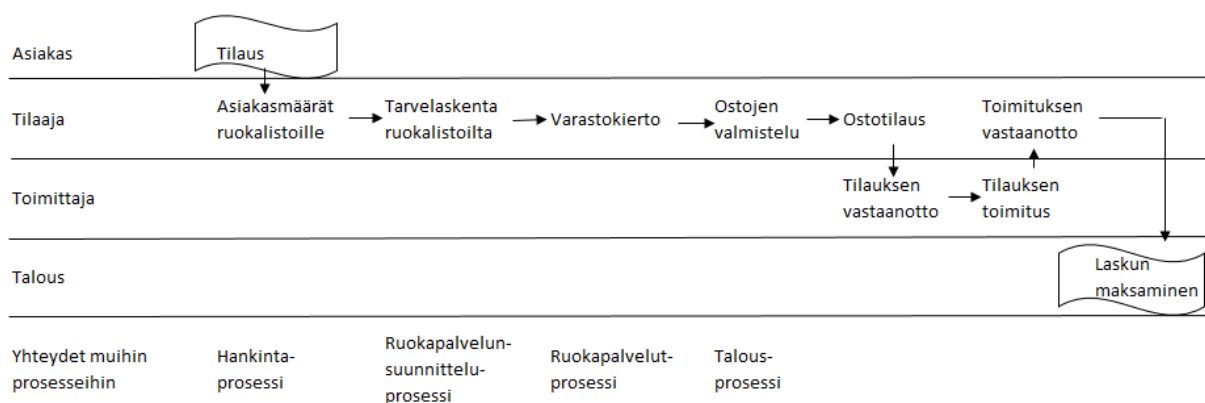 Asiakas
Tilaus
Tilaaja
Asiakasmäärät
ruokalistoille
Tarvelaskenta
ruokalistoilta
Varastokierto
Ostojen
valmistelu
Ostotilaus
Toimituksen
vastaanotto
Toimittaja
Tilauksen
vastaanotto
Tilauksen
toimitus
Talous
Laskun
maksaminen
Yhteydet muihin
prosesseihin
Hankinta-
prosessi
Ruokapalvelun-
suunnittelu-
prosessi
Ruokapalvelut-
prosessi
Talous-
prosessi